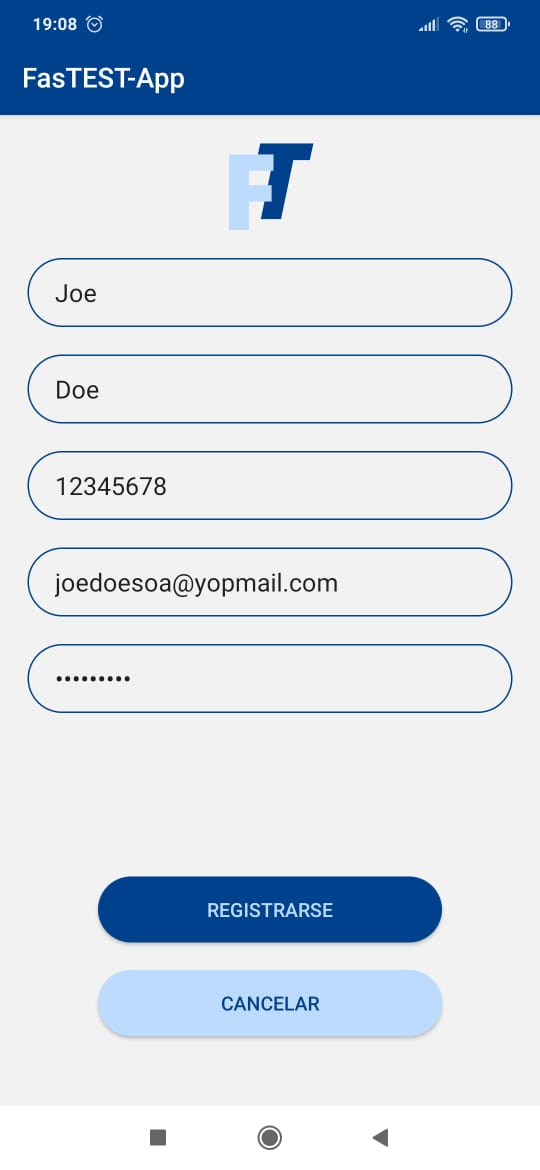 19:08
88
FasTEST-App
FT
Joe
Doe
12345678
joedoesoa@yopmail.com
•••••••••
REGISTRARSE
CANCELAR